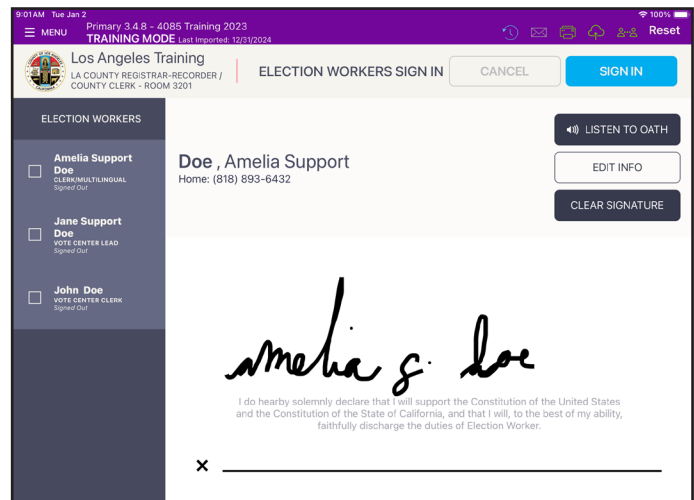 9:01AM Tue Jan 2
100%
MENU
Primary 3.4.8 - 4085 Training 2023
TRAINING MODE Last Imported: 12/31/2024
Reset
Los Angeles Training
LA COUNTY REGISTRAR-RECORDER /
COUNTY CLERK - ROOM 3201
ELECTION WORKERS SIGN IN
CANCEL
SIGN IN
ELECTION WORKERS
Amelia Support
Doe
CLERK/MULTILINGUAL
Signed Out
Jane Support
Doe
VOTE CENTER LEAD
Signed Out
John Doe
VOTE CENTER CLERK
Signed Out
Doe , Amelia Support
Home: (818) 893-6432
LISTEN TO OATH
EDIT INFO
CLEAR SIGNATURE
amelia g. doe
I do hearby solemnly declare that I will support the Constitution of the United States
and the Constitution of the State of California, and that I will, to the best of my ability,
faithfully discharge the duties of Election Worker.
×